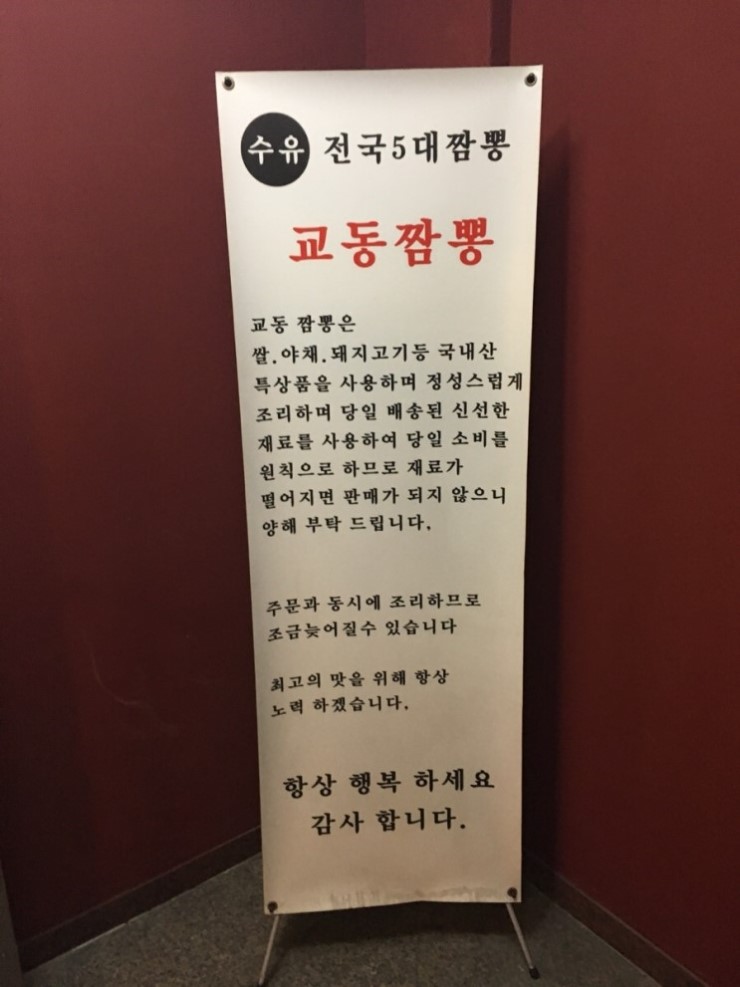 수유 전국5대짬뽕
교동짬뽕
교동 짬뽕은
쌀.야채.돼지고기등 국내산
특상품을 사용하며 정성스럽게
조리하며 당일 배송된 신선한
재료를 사용하여 당일 소비를
원칙으로 하므로 재료가
떨어지면 판매가 되지 않으니
양해 부탁 드립니다.
주문과 동시에 조리하므로
조금늦어질수 있습니다
최고의 맛을 위해 항상
노력 하겠습니다.
항상 행복 하세요
감사 합니다.